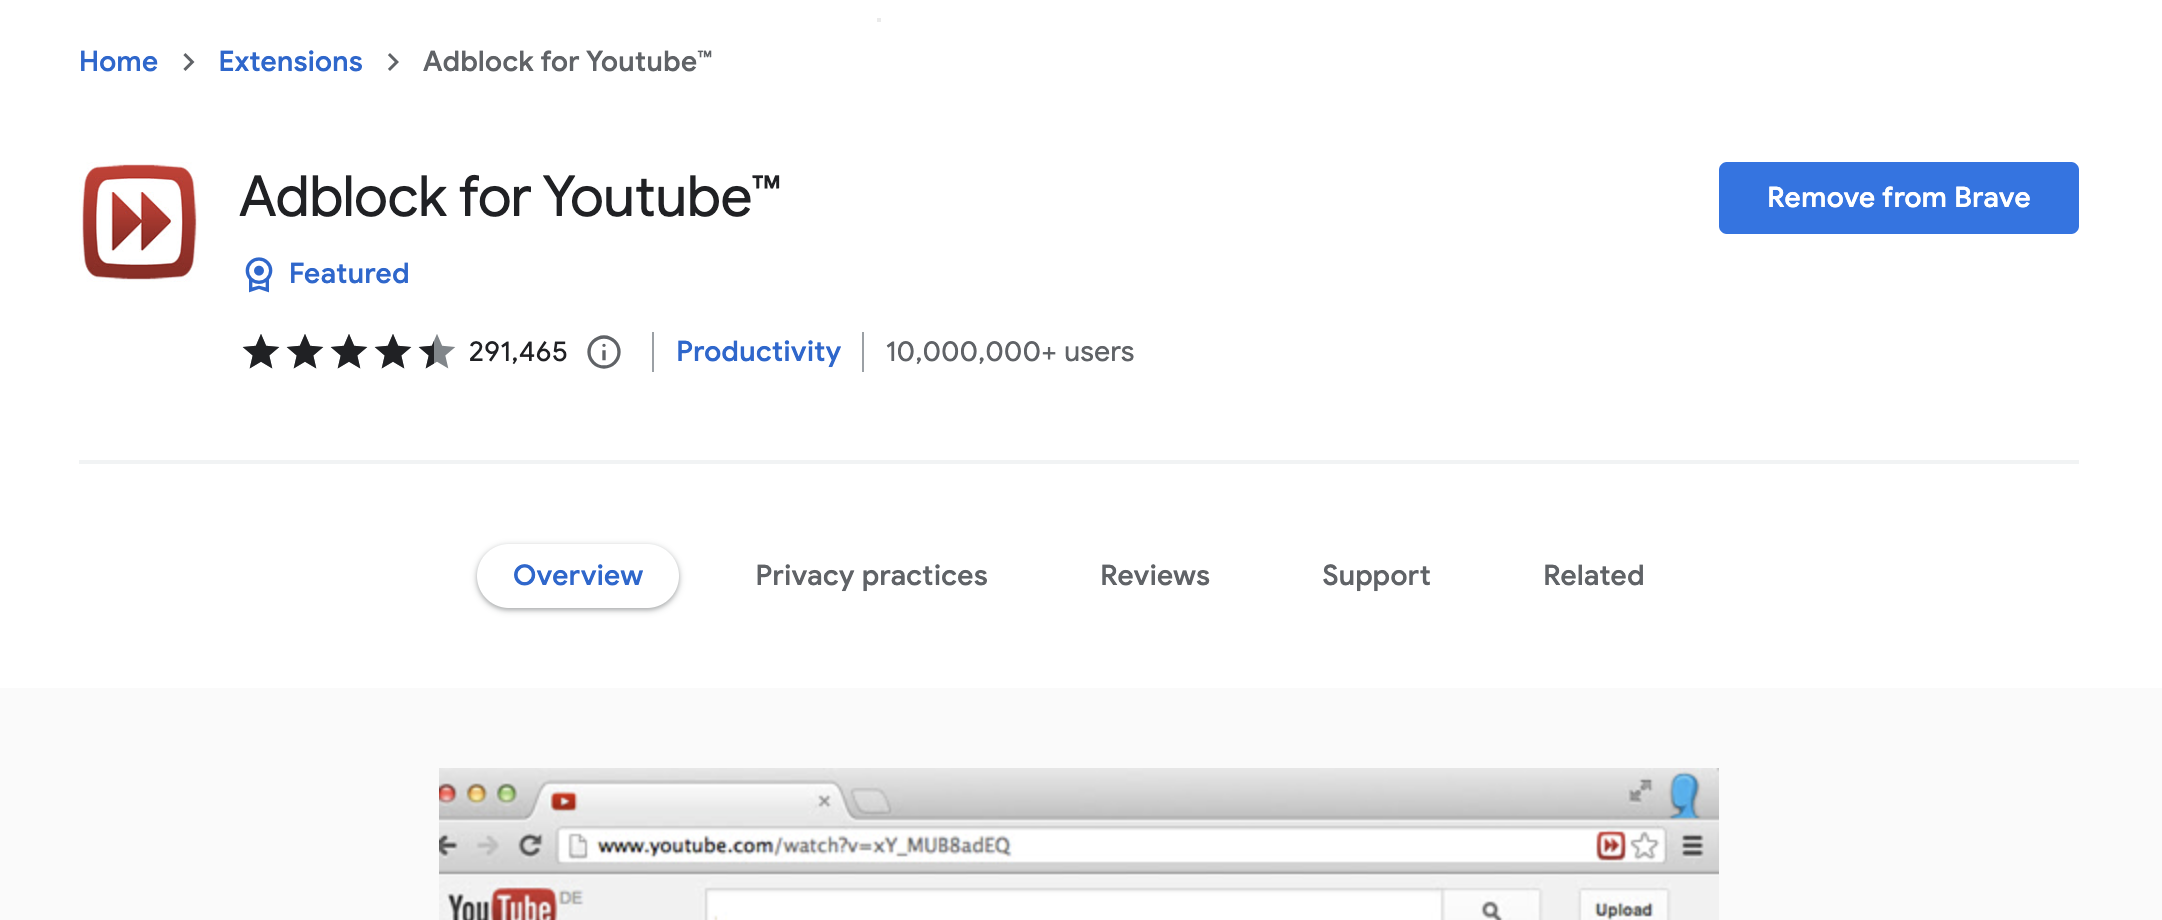 Home > Extensions > Adblock for Youtube™
Adblock for Youtube™
Remove from Brave
Featured
291,465 Productivity 10,000,000+ users
Overview Privacy practices Reviews Support Related
www.youtube.com/watch?v=xY_MUB8adEQ
YouTube DE Upload